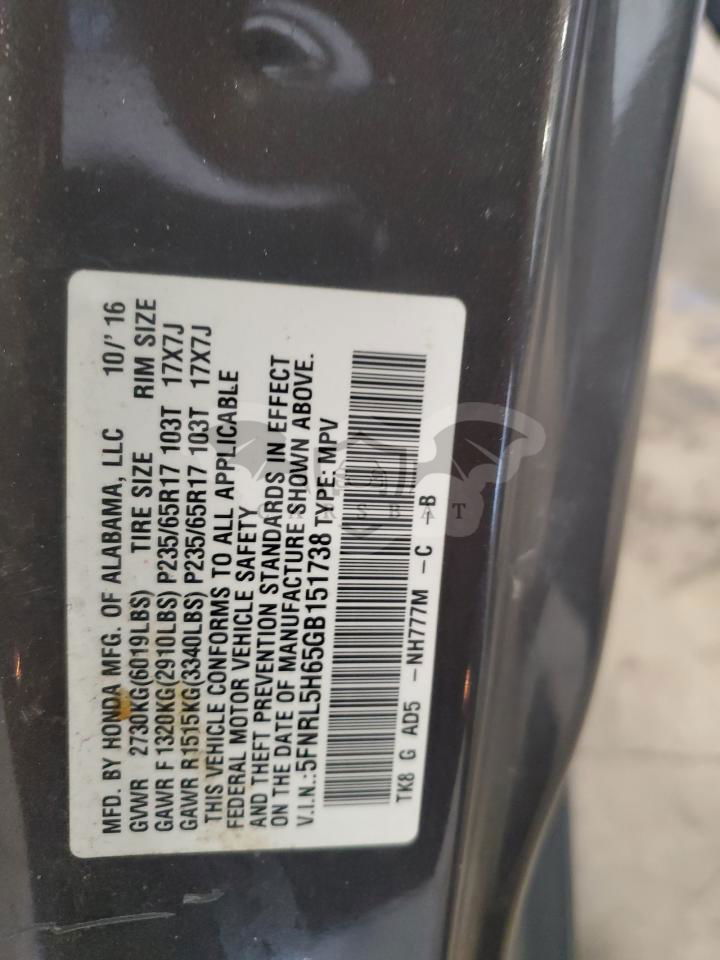 MFD. BY HONDA MFG. OF ALABAMA, LLC 10/'16
GVWR 2730KG(6019LBS) TIRE SIZE RIM SIZE
GAWR F 1320KG(2910LBS) P235/65R17 103T 17X7J
GAWR R1515KG(3340LBS) P235/65R17 103T 17X7J
THIS VEHICLE CONFORMS TO ALL APPLICABLE
FEDERAL MOTOR VEHICLE SAFETY
AND THEFT PREVENTION STANDARDS IN EFFECT
ON THE DATE OF MANUFACTURE SHOWN ABOVE.
V.I.N.:5FNRL5H65GB151738 TYPE: MPV
TK8 G AD5 -NH777M -C -B
CARSBAT